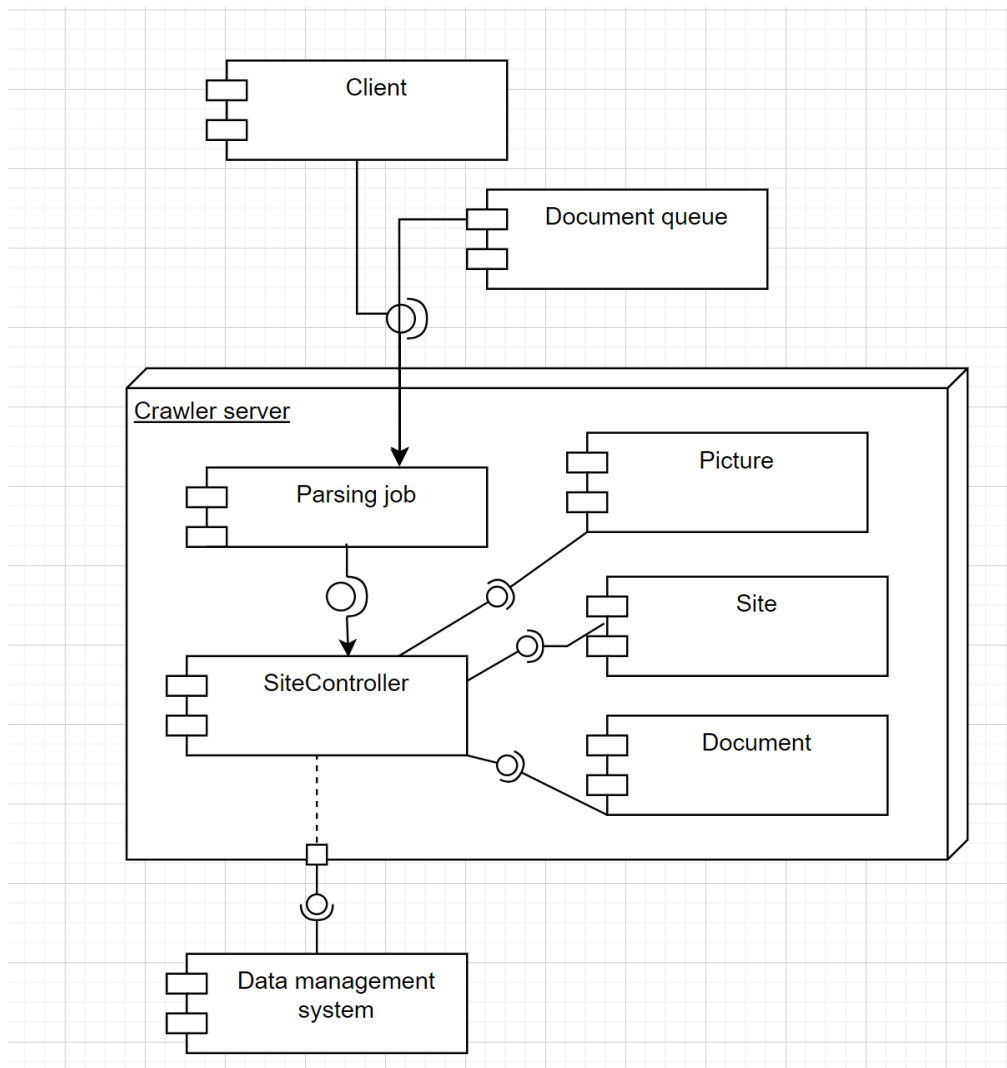 Client
Document queue
Crawler server
Picture
Parsing job
Site
SiteController
Document
Data management
system